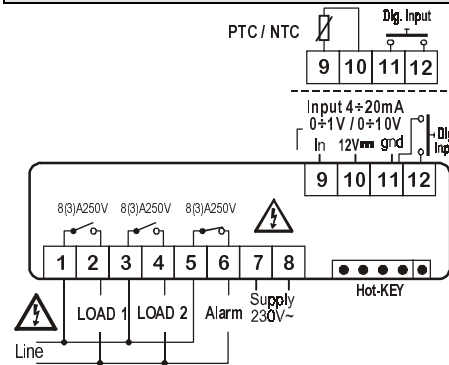 Dig. Input
PTC / NTC
9 10 11 12
Input 4÷20mA
0÷1V / 0÷10V
In 12V gnd
Dig
Inp
9 10 11 12
8(3)A250V 8(3)A250V 8(3)A250V
1 2 3 4 5 6 7 8
Hot-KEY
LOAD 1 LOAD 2 Alarm Supply
230V~
Line